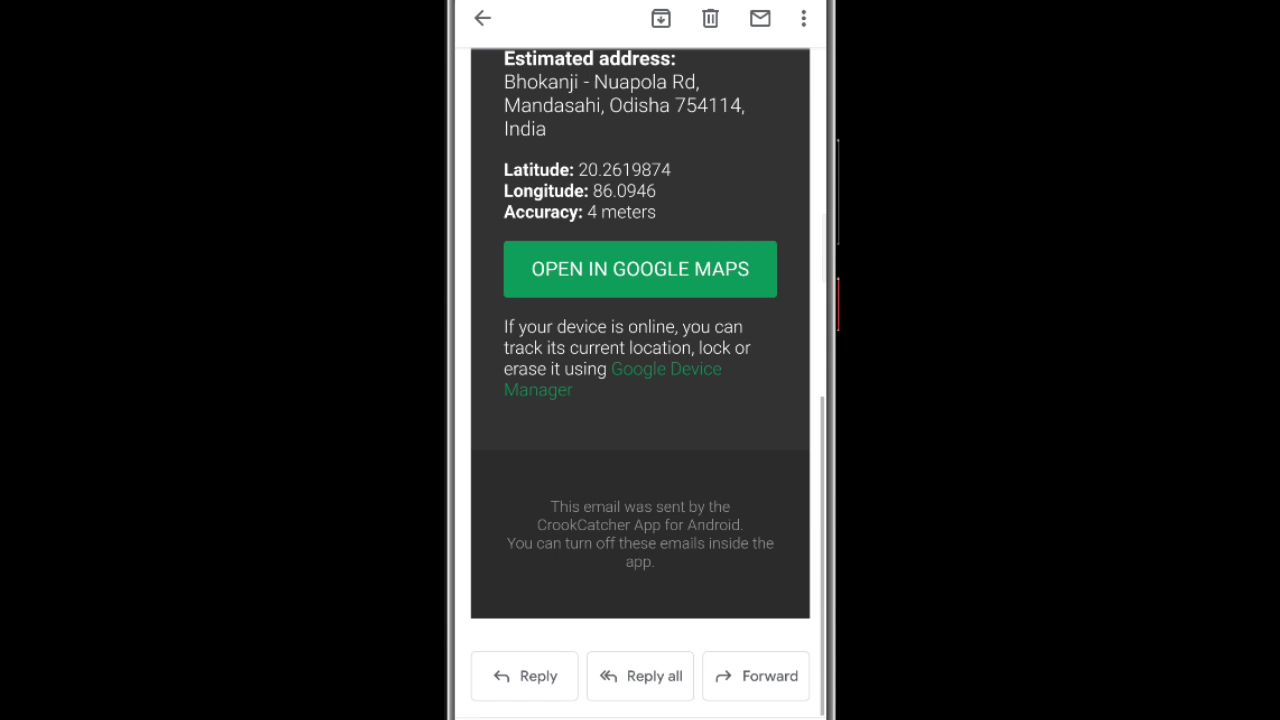 Estimated address:
Bhokanji - Nuapola Rd,
Mandasahi, Odisha 754114,
India
Latitude: 20.2619874
Longitude: 86.0946
Accuracy: 4 meters
OPEN IN GOOGLE MAPS
If your device is online, you can
track its current location, lock or
erase it using Google Device
Manager
This email was sent by the
CrookCatcher App for Android.
You can turn off these emails inside the
app.
Reply
Reply all
Forward